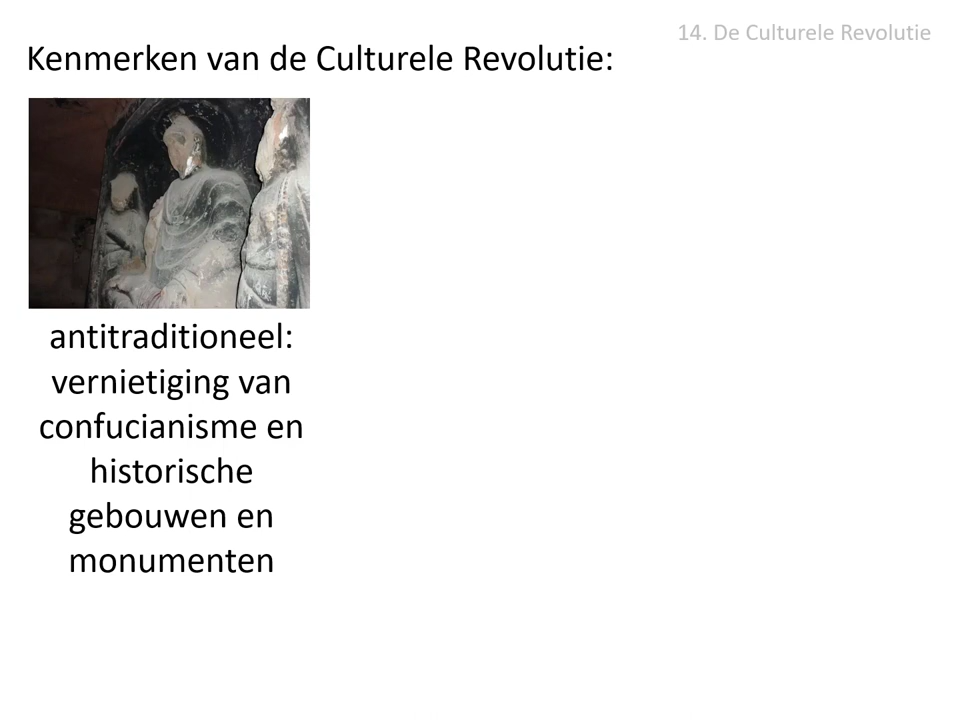 14. De Culturele Revolutie
Kenmerken van de Culturele Revolutie:
antitraditioneel:
vernietiging van
confucianisme en
historische
gebouwen en
monumenten